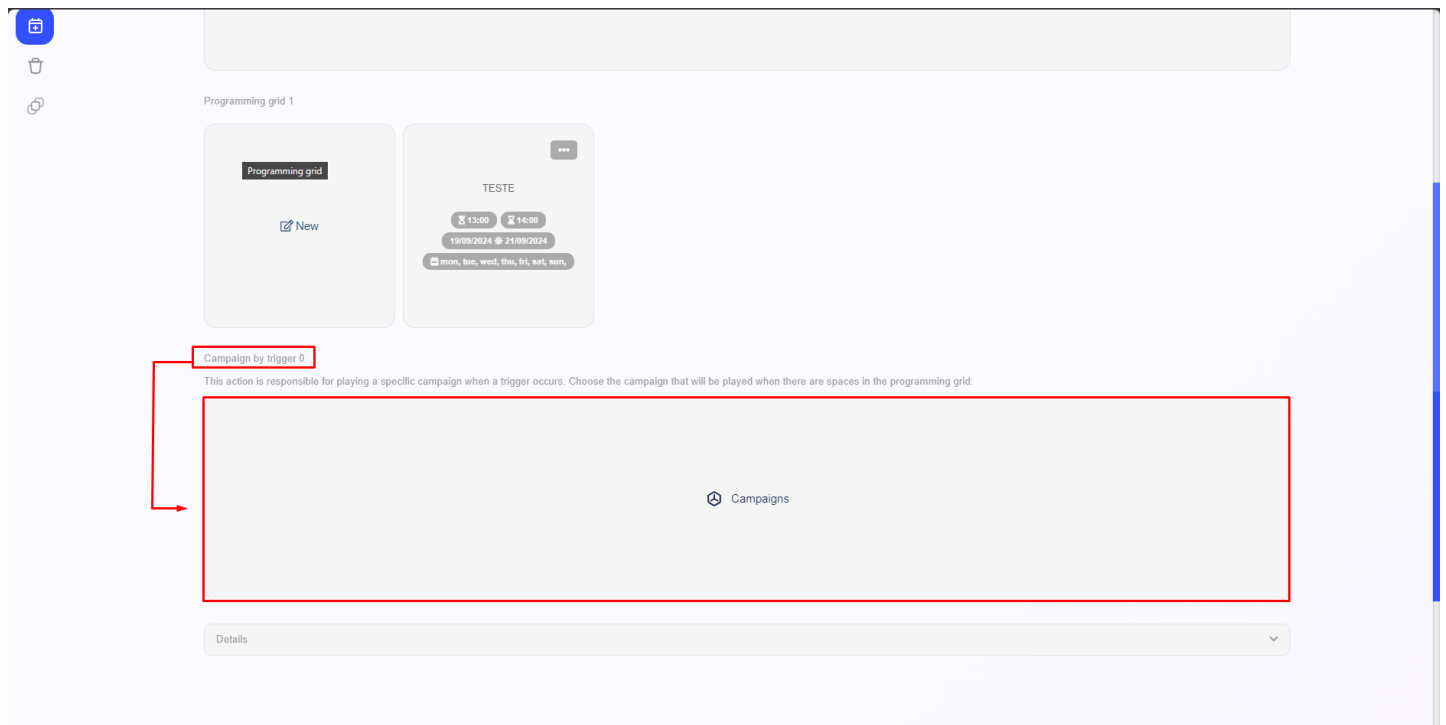 Programming grid 1
Programming grid
New
•••
TESTE
13:00 14:00
19/09/2024 21/09/2024
mon, tue, wed, thu, fri, sat, sun,
Campaign by trigger 0
This action is responsible for playing a specific campaign when a trigger occurs. Choose the campaign that will be played when there are spaces in the programming grid:
Campaigns
Details